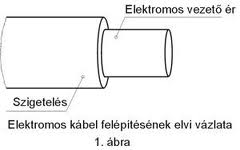 Elektromos vezető ér
Szigetelés
Elektromos kábel felépítésének elvi vázlata
1. ábra